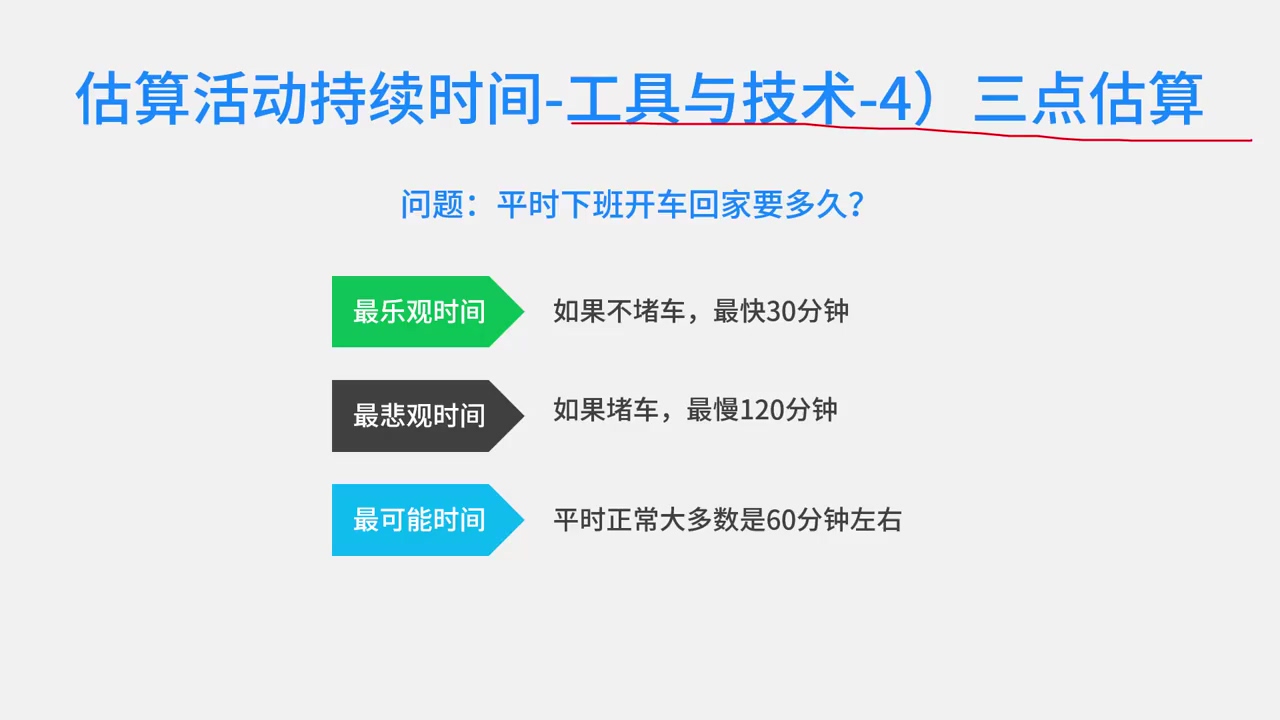 估算活动持续时间-工具与技术-4）三点估算
问题：平时下班开车回家要多久？
最乐观时间
如果不堵车，最快30分钟
最悲观时间
如果堵车，最慢120分钟
最可能时间
平时正常大多数是60分钟左右